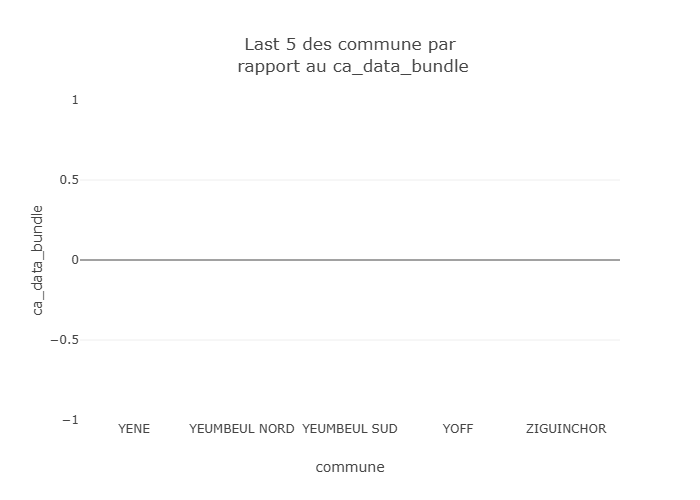 Last 5 des commune par
rapport au ca_data_bundle
1
0.5
0
−0.5
−1
ca_data_bundle
YENE
YEUMBEUL NORD
YEUMBEUL SUD
YOFF
ZIGUINCHOR
commune